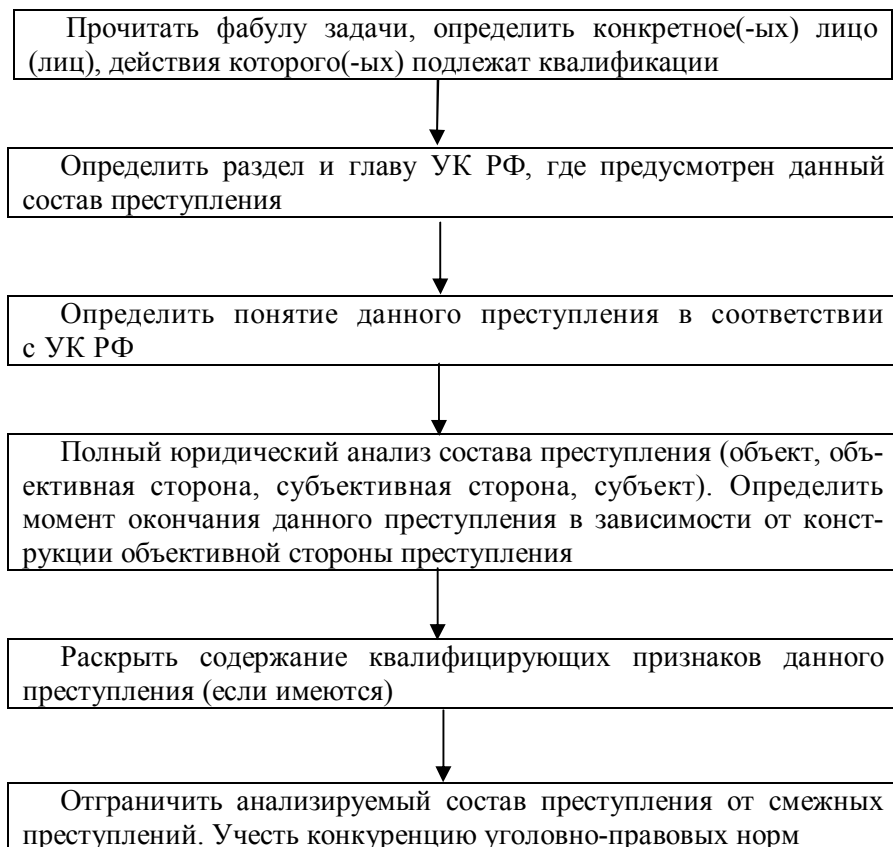 Прочитать фабулу задачи, определить конкретное(-ых) лицо
(лиц), действия которого(-ых) подлежат квалификации
Определить раздел и главу УК РФ, где предусмотрен данный
состав преступления
Определить понятие данного преступления в соответствии
с УК РФ
Полный юридический анализ состава преступления (объект, объ-
ективная сторона, субъективная сторона, субъект). Определить
момент окончания данного преступления в зависимости от конст-
рукции объективной стороны преступления
Раскрыть содержание квалифицирующих признаков данного
преступления (если имеются)
Отграничить анализируемый состав преступления от смежных
преступлений. Учесть конкуренцию уголовно-правовых норм